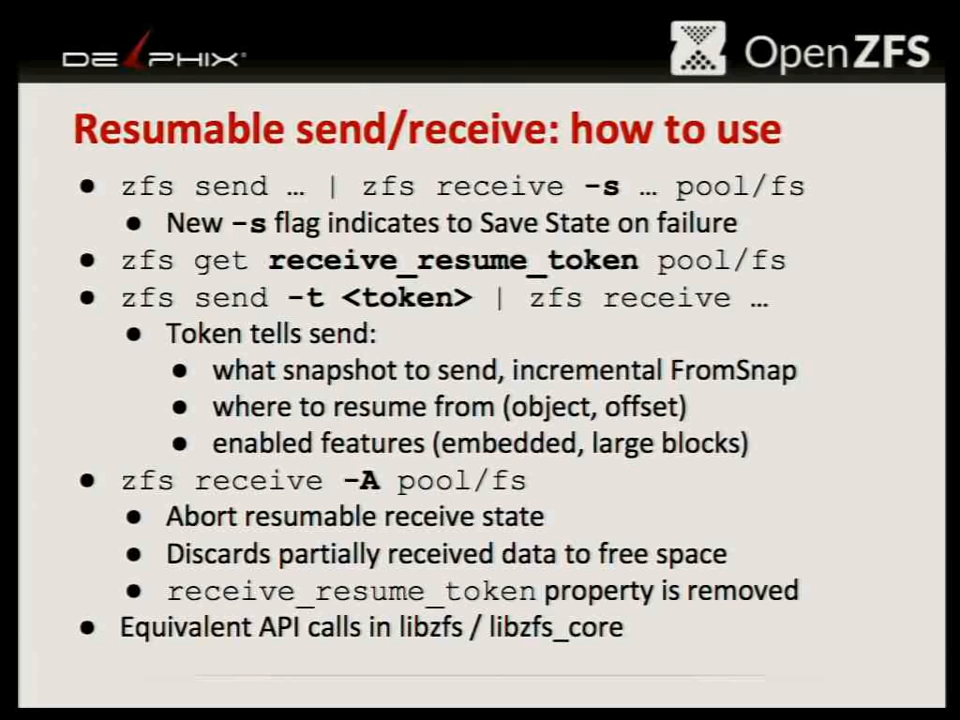 DELPHIX
OpenZFS
Resumable send/receive: how to use
● zfs send … | zfs receive -s … pool/fs
● New -s flag indicates to Save State on failure
● zfs get receive_resume_token pool/fs
● zfs send -t <token> | zfs receive …
● Token tells send:
● what snapshot to send, incremental FromSnap
● where to resume from (object, offset)
● enabled features (embedded, large blocks)
● zfs receive -A pool/fs
● Abort resumable receive state
● Discards partially received data to free space
● receive_resume_token property is removed
● Equivalent API calls in libzfs / libzfs_core